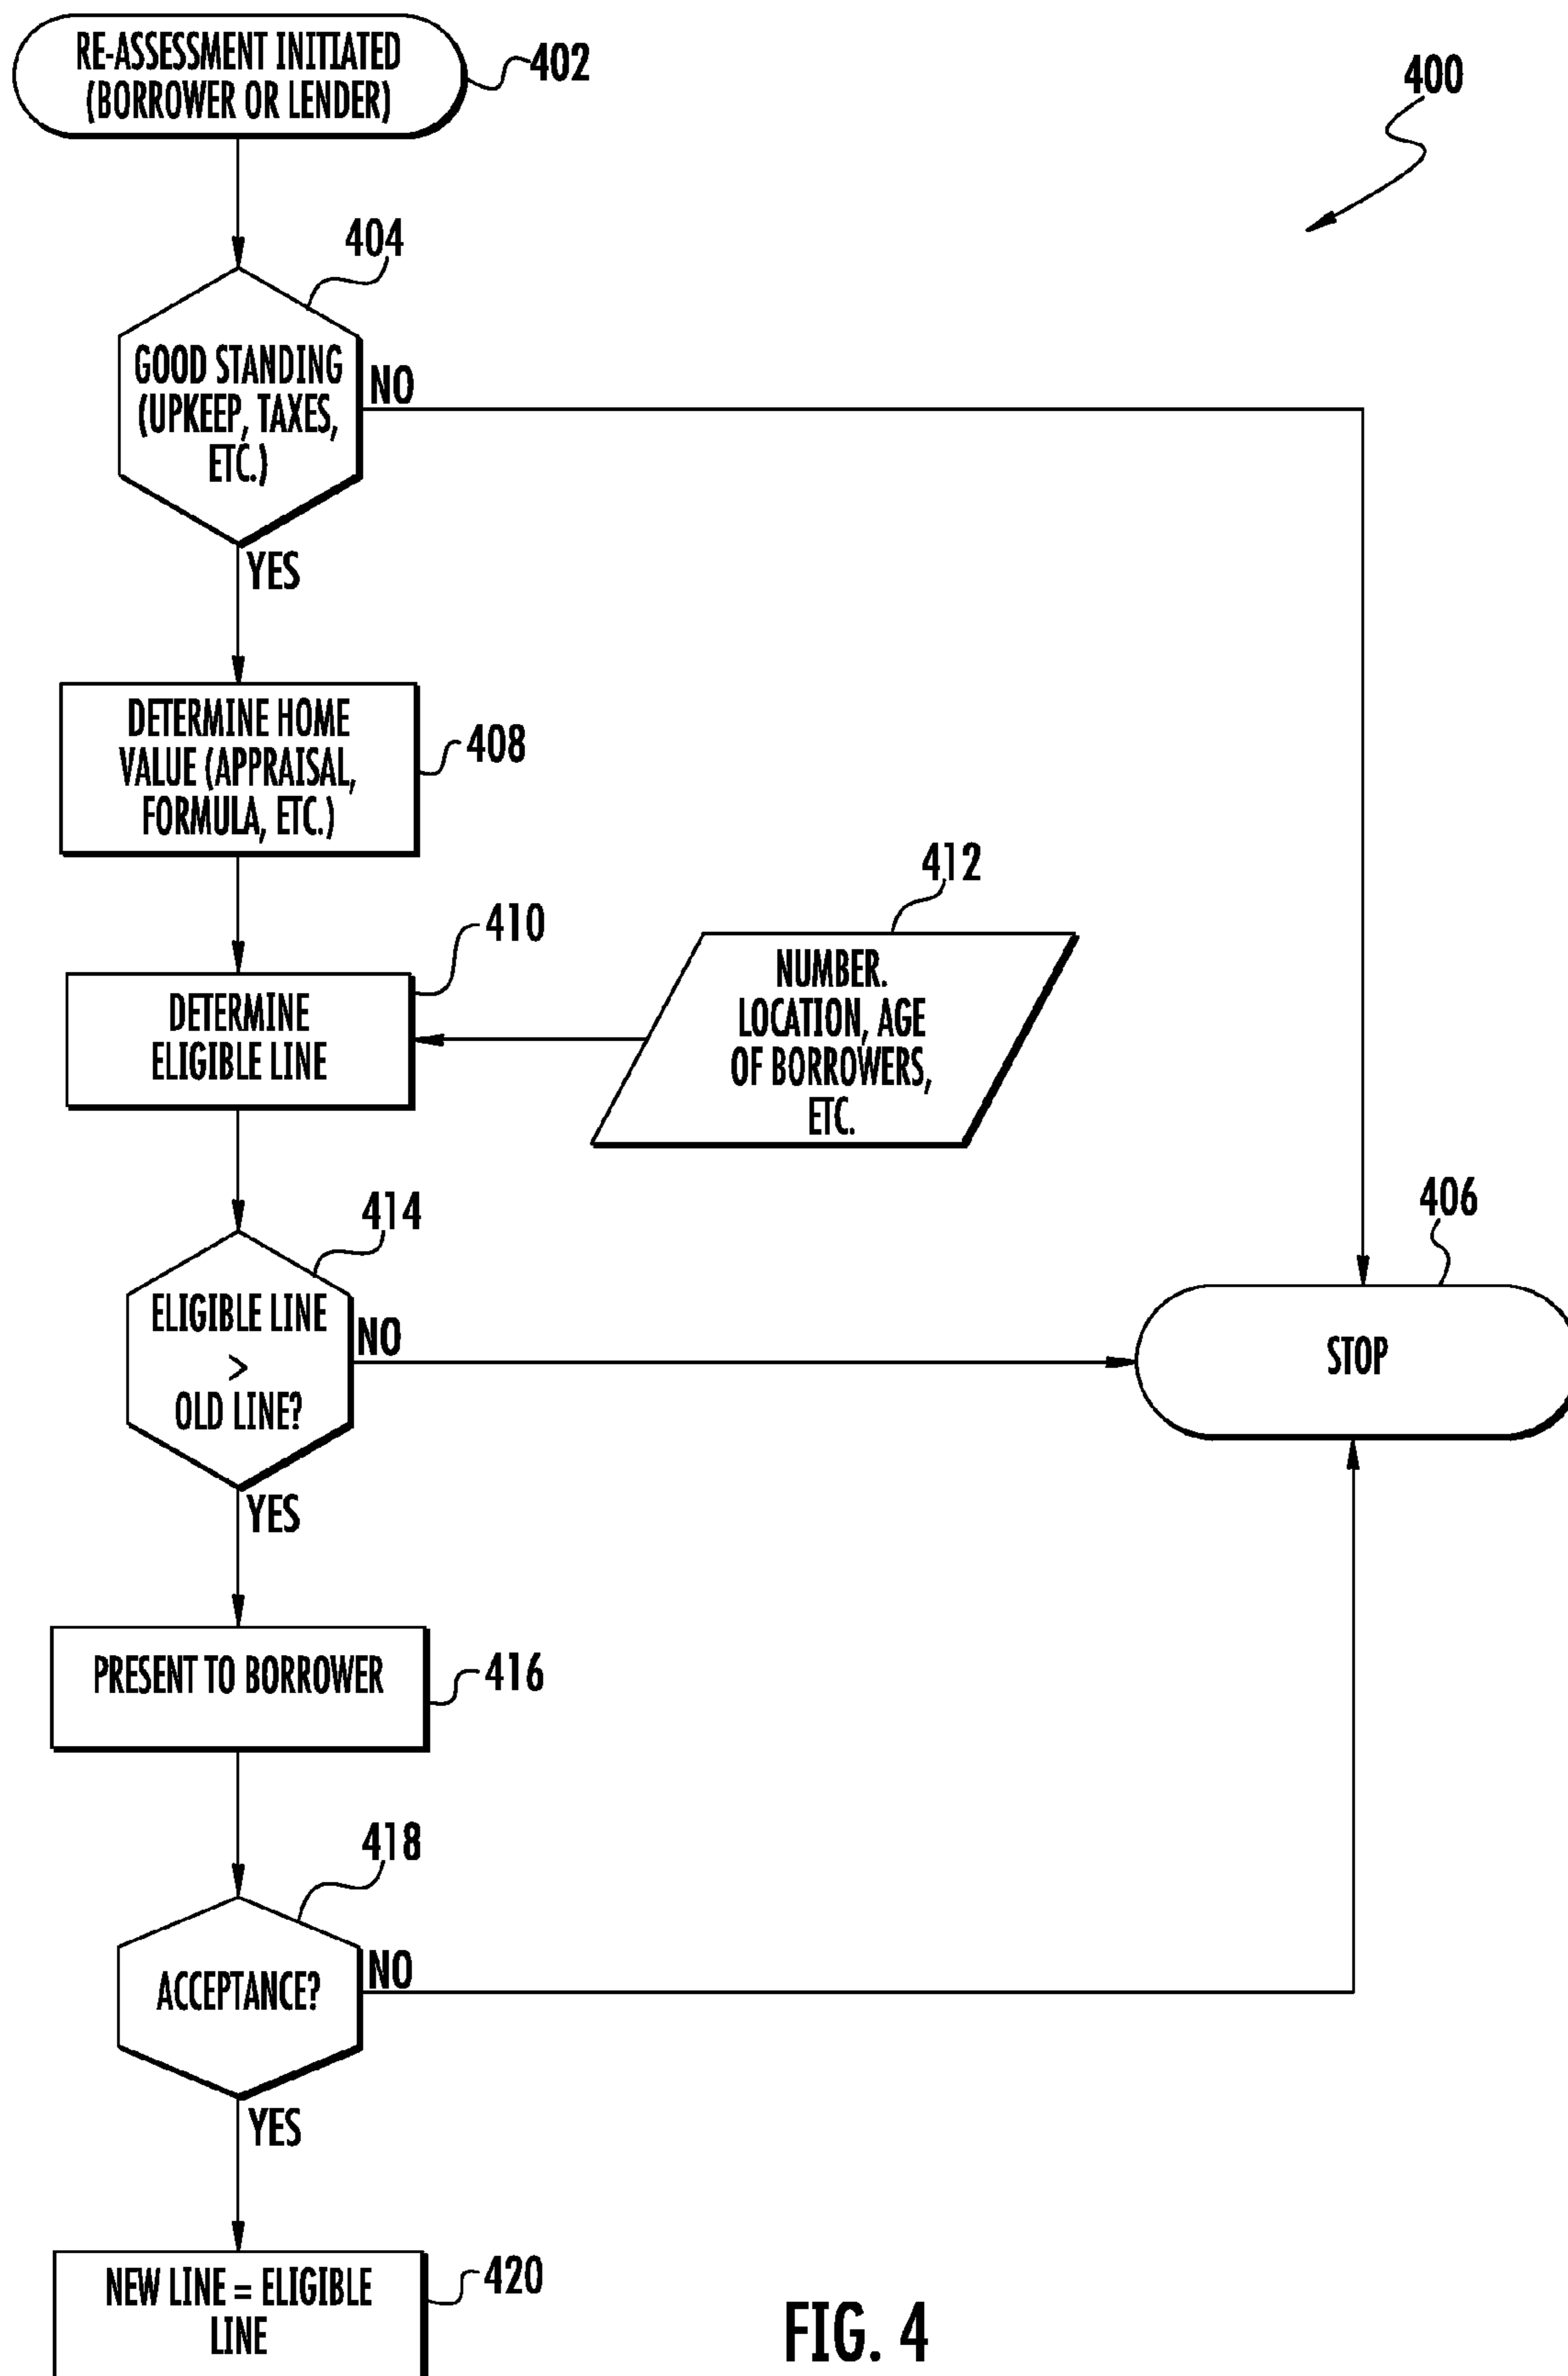 RE-ASSESSMENT INITIATED
(BORROWER OR LENDER)
402
400
404
GOOD STANDING
(UPKEEP, TAXES,
ETC.)
NO
YES
DETERMINE HOME
VALUE (APPRAISAL,
FORMULA, ETC.)
408
412
410
NUMBER.
LOCATION, AGE
OF BORROWERS,
ETC.
DETERMINE
ELIGIBLE LINE
414
406
ELIGIBLE LINE
>
OLD LINE?
NO
STOP
YES
PRESENT TO BORROWER
416
418
ACCEPTANCE?
NO
YES
NEW LINE = ELIGIBLE
LINE
420
FIG. 4